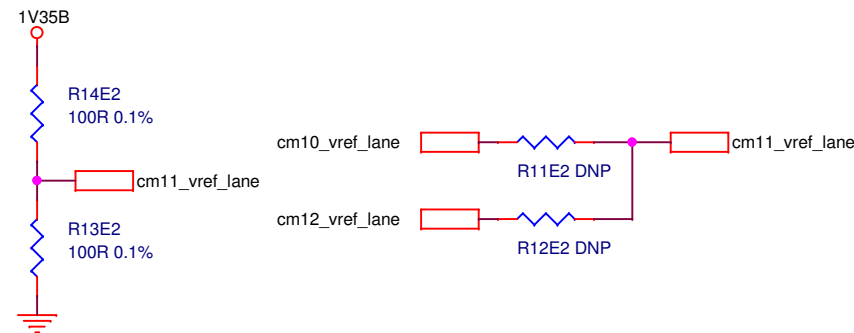 1V35B
R14E2
100R 0.1%
cm11_vref_lane
R13E2
100R 0.1%
cm10_vref_lane
R11E2 DNP
cm11_vref_lane
cm12_vref_lane
R12E2 DNP